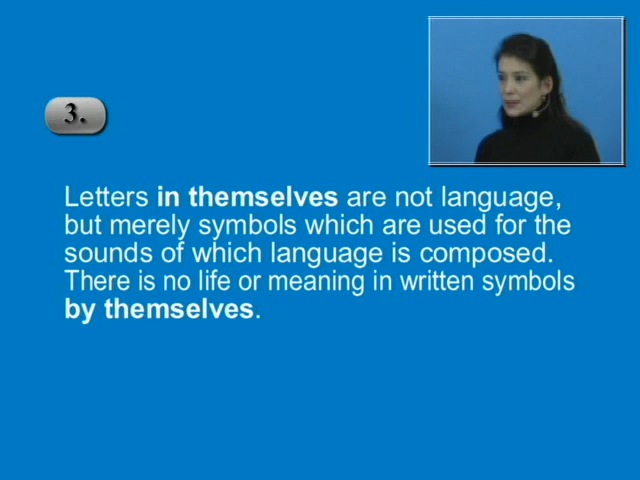 3.
Letters in themselves are not language,
but merely symbols which are used for the
sounds of which language is composed.
There is no life or meaning in written symbols
by themselves.